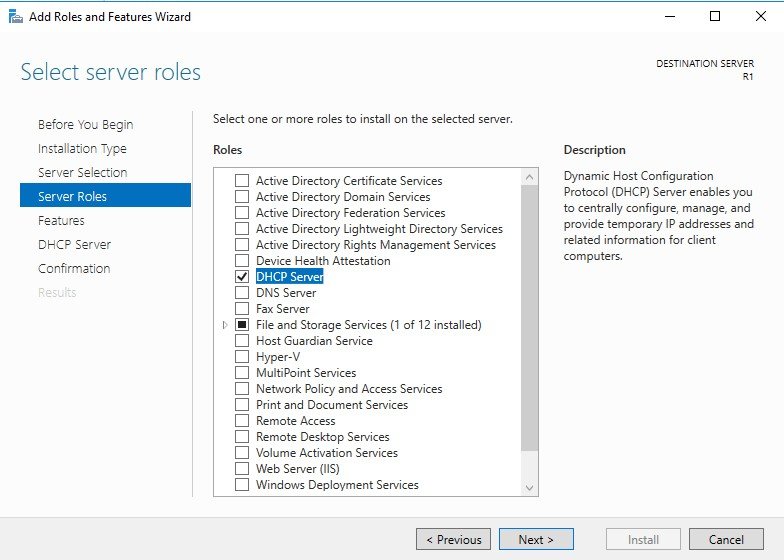 Add Roles and Features Wizard
Select server roles
DESTINATION SERVER
R1
Before You Begin
Installation Type
Server Selection
Server Roles
Features
DHCP Server
Confirmation
Results
Select one or more roles to install on the selected server.
Roles
Active Directory Certificate Services
Active Directory Domain Services
Active Directory Federation Services
Active Directory Lightweight Directory Services
Active Directory Rights Management Services
Device Health Attestation
DHCP Server
DNS Server
Fax Server
File and Storage Services (1 of 12 installed)
Host Guardian Service
Hyper-V
MultiPoint Services
Network Policy and Access Services
Print and Document Services
Remote Access
Remote Desktop Services
Volume Activation Services
Web Server (IIS)
Windows Deployment Services
Description
Dynamic Host Configuration
Protocol (DHCP) Server enables you
to centrally configure, manage, and
provide temporary IP addresses and
related information for client
computers.
< Previous
Next >
Install
Cancel